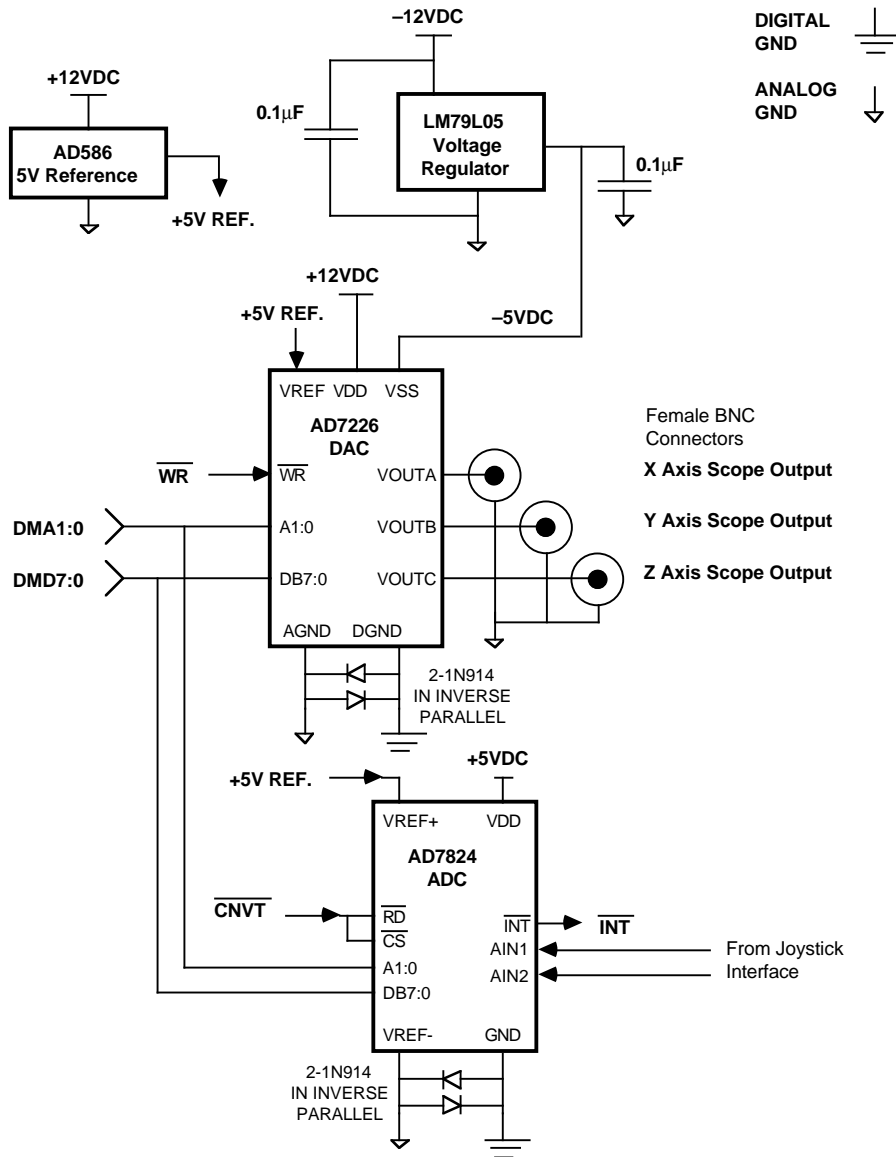 –12VDC
DIGITAL
GND
+12VDC
ANALOG
GND
0.1µF
LM79L05
Voltage
Regulator
AD586
5V Reference
0.1µF
+5V REF.
+12VDC
+5V REF.
–5VDC
VREF VDD VSS
AD7226
DAC
Female BNC
Connectors
WR
WR
VOUTA
X Axis Scope Output
DMA1:0
A1:0
VOUTB
Y Axis Scope Output
DMD7:0
DB7:0
VOUTC
Z Axis Scope Output
AGND DGND
2-1N914
IN INVERSE
PARALLEL
+5V REF.
+5VDC
VREF+ VDD
AD7824
ADC
CNVT
RD
CS
INT
INT
AIN1
AIN2
From Joystick
Interface
A1:0
DB7:0
VREF- GND
2-1N914
IN INVERSE
PARALLEL